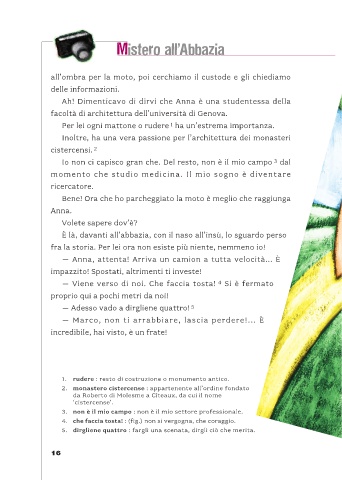 Mistero all'Abbazia
all'ombra per la moto, poi cerchiamo il custode e gli chiediamo
delle informazioni.
Ah! Dimenticavo di dirvi che Anna è una studentessa della
facoltà di architettura dell'università di Genova.
Per lei ogni mattone o rudere¹ ha un'estrema importanza.
Inoltre, ha una vera passione per l'architettura dei monasteri
cistercensi.²
Io non ci capisco gran che. Del resto, non è il mio campo³ dal
momento che studio medicina. Il mio sogno è diventare
ricercatore.
Bene! Ora che ho parcheggiato la moto è meglio che raggiunga
Anna.
Volete sapere dov'è?
È là, davanti all'abbazia, con il naso all'insù, lo sguardo perso
fra la storia. Per lei ora non esiste più niente, nemmeno io!
— Anna, attenta! Arriva un camion a tutta velocità... È
impazzito! Spostati, altrimenti ti investe!
— Viene verso di noi. Che faccia tosta!⁴ Si è fermato
proprio qui a pochi metri da noi!
— Adesso vado a dirgliene quattro!⁵
— Marco, non ti arrabbiare, lascia perdere!... È
incredibile, hai visto, è un frate!
1. rudere : resto di costruzione o monumento antico.
2. monastero cistercense : appartenente all'ordine fondato
da Roberto di Molesme a Cîteaux, da cui il nome
'cistercense'.
3. non è il mio campo : non è il mio settore professionale.
4. che faccia tosta! : (fig.) non si vergogna, che coraggio.
5. dirgliene quattro : fargli una scenata, dirgli ciò che merita.
16